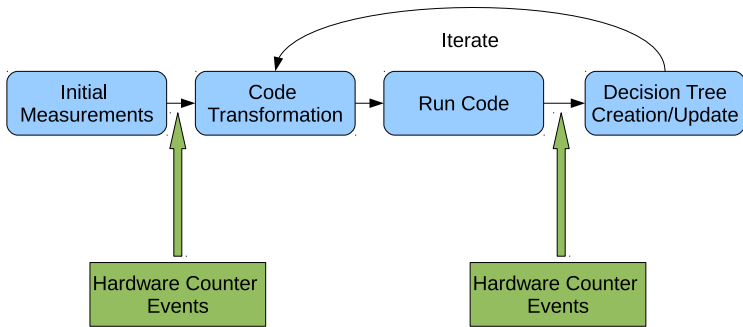 Iterate
Initial
Measurements
Code
Transformation
Run Code
Decision Tree
Creation/Update
Hardware Counter
Events
Hardware Counter
Events